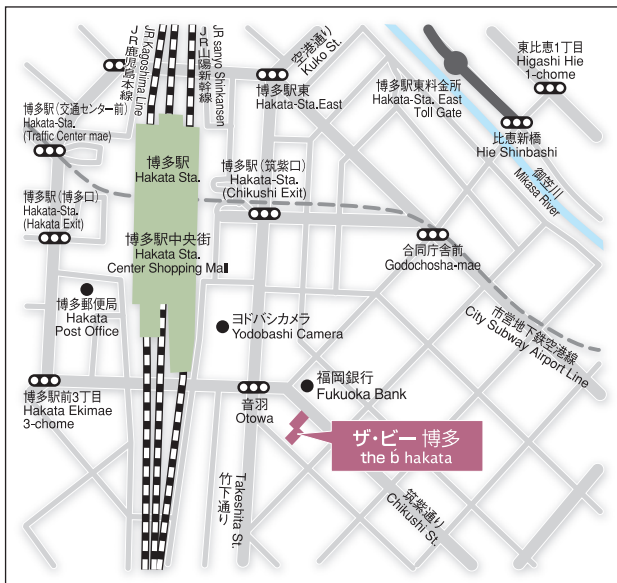 JR鹿児島本線
JR Kagoshima Line
JR山陽新幹線
JR sanyo Shinkansen
空港通り
Kuko St.
博多駅東
Hakata-Sta.East
博多駅東料金所
Hakata-Sta. East
Toll Gate
東比恵1丁目
Higashi Hie
1-chome
比恵新橋
Hie Shinbashi
御笠川
Mikasa River
博多駅(交通センター前)
Hakata-Sta.
(Traffic Center mae)
博多駅
Hakata Sta.
博多駅(筑紫口)
Hakata-Sta.
(Chikushi Exit)
博多駅(博多口)
Hakata-Sta.
(Hakata Exit)
博多駅中央街
Hakata Sta.
Center Shopping Mall
合同庁舎前
Godochosha-mae
市営地下鉄空港線
City Subway Airport Line
博多郵便局
Hakata
Post Office
ヨドバシカメラ
Yodobashi Camera
博多駅前3丁目
Hakata Ekimae
3-chome
音羽
Otowa
福岡銀行
Fukuoka Bank
ザ・ビー 博多
the b hakata
竹下通り
Takeshita St.
筑紫通り
Chikushi St.